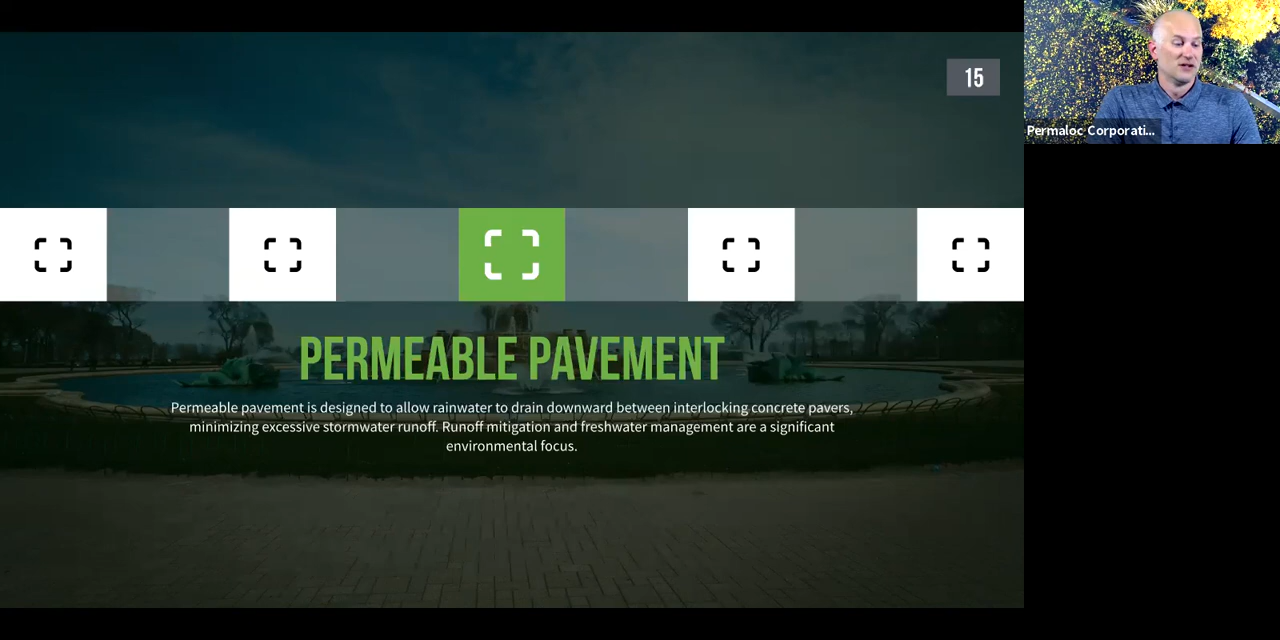 15
Permaloc Corporati...
PERMEABLE PAVEMENT
Permeable pavement is designed to allow rainwater to drain downward between interlocking concrete pavers,
minimizing excessive stormwater runoff. Runoff mitigation and freshwater management are a significant
environmental focus.